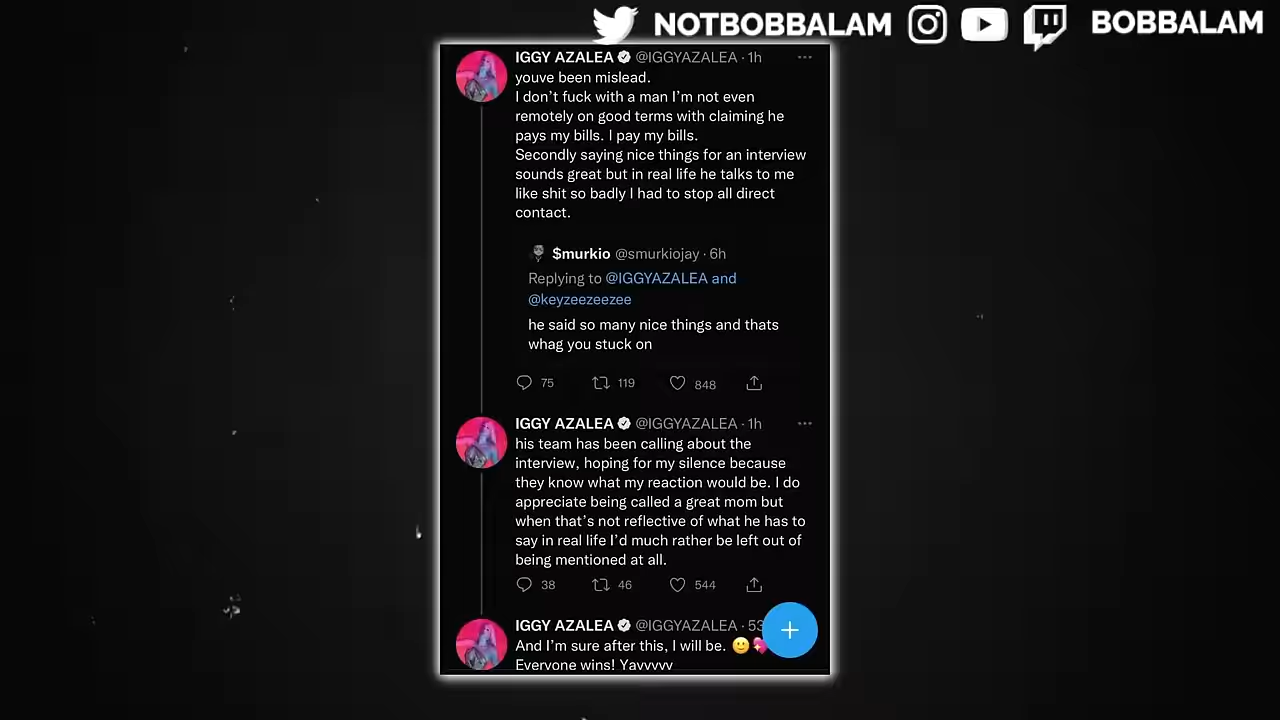 NOTBOBBALAM BOBBALAM
IGGY AZALEA @IGGYAZALEA · 1h
youve been mislead.
I don’t fuck with a man I’m not even
remotely on good terms with claiming he
pays my bills. I pay my bills.
Secondly saying nice things for an interview
sounds great but in real life he talks to me
like shit so badly I had to stop all direct
contact.
$murkio @smurkiojay · 6h
Replying to @IGGYAZALEA and
@keyzeezeezee
he said so many nice things and thats
whag you stuck on
75 119 848
IGGY AZALEA @IGGYAZALEA · 1h
his team has been calling about the
interview, hoping for my silence because
they know what my reaction would be. I do
appreciate being called a great mom but
when that’s not reflective of what he has to
say in real life I’d much rather be left out of
being mentioned at all.
38 46 544
IGGY AZALEA @IGGYAZALEA · 53
And I’m sure after this, I will be. 🙂💖
Everyone wins! Yayyyyy